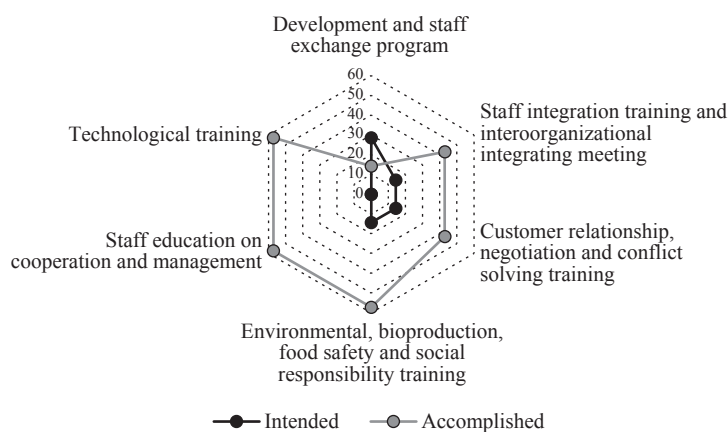 Development and staff
exchange program
60
50
40
30
20
10
0
Staff integration training and
interoorganizational
integrating meeting
Technological training
Customer relationship,
negotiation and conflict
solving training
Staff education on
cooperation and management
Environmental, bioproduction,
food safety and social
responsibility training
Intended
Accomplished